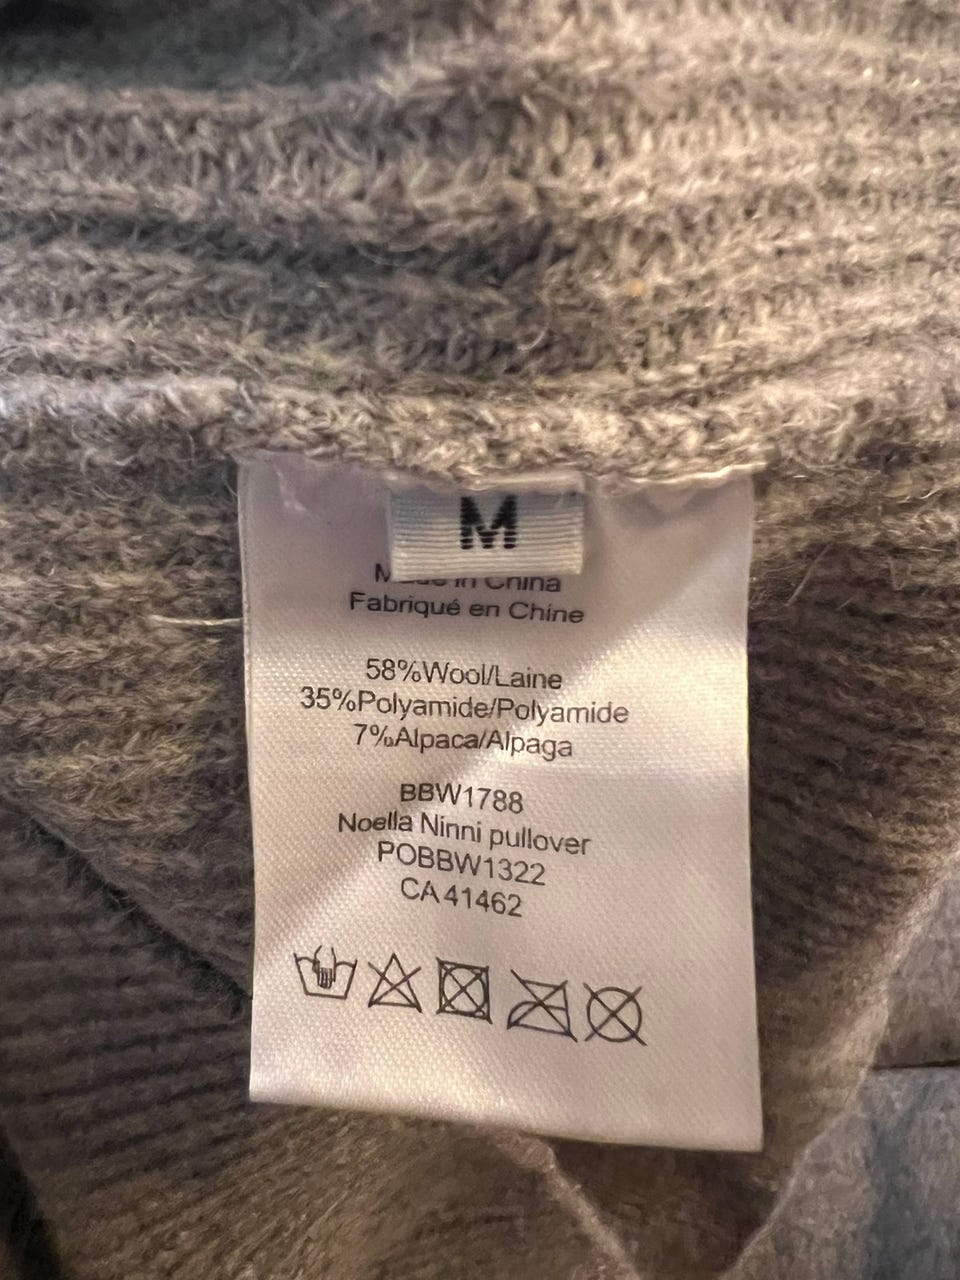 M
Made in China
Fabriqué en Chine
58%Wool/Laine
35%Polyamide/Polyamide
7%Alpaca/Alpaga
BBW1788
Noella Ninni pullover
POBBW1322
CA 41462